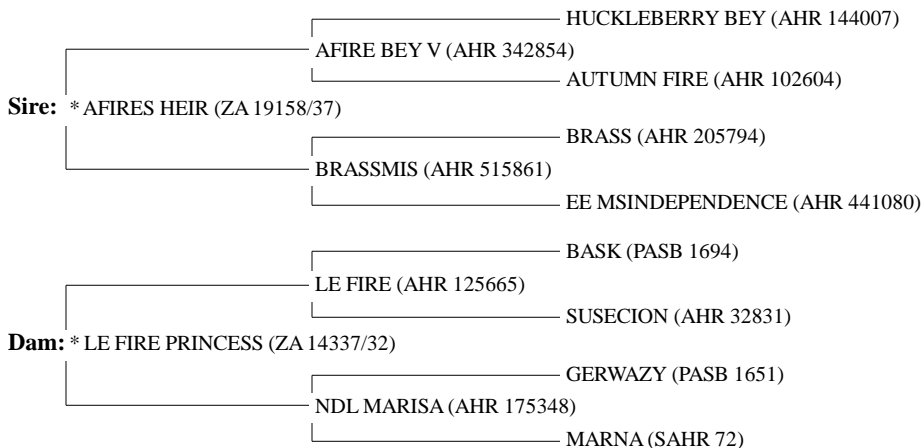 HUCKLEBERRY BEY (AHR 144007)
AFIRE BEY V (AHR 342854)
AUTUMN FIRE (AHR 102604)
Sire: * AFIRES HEIR (ZA 19158/37)
BRASS (AHR 205794)
BRASSMIS (AHR 515861)
EE MSINDEPENDENCE (AHR 441080)
BASK (PASB 1694)
LE FIRE (AHR 125665)
SUSECION (AHR 32831)
Dam: * LE FIRE PRINCESS (ZA 14337/32)
GERWAZY (PASB 1651)
NDL MARISA (AHR 175348)
MARNA (SAHR 72)